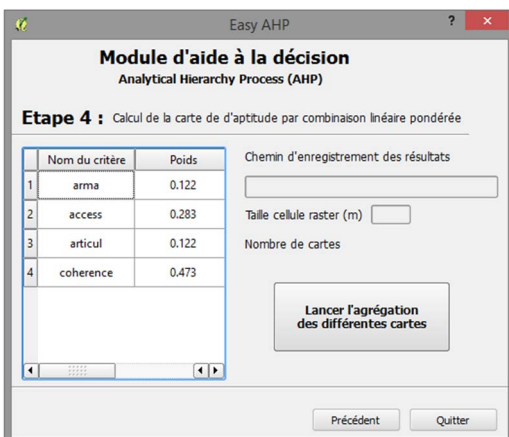 Easy AHP
?
×
Module d'aide à la décision
Analytical Hierarchy Process (AHP)
Etape 4 : Calcul de la carte de d'aptitude par combinaison linéaire pondérée
Nom du critère Poids
1 arma 0.122
2 access 0.283
3 articul 0.122
4 coherence 0.473
Chemin d'enregistrement des résultats
Taille cellule raster (m)
Nombre de cartes
Lancer l'agrégation
des différentes cartes
Précédent
Quitter